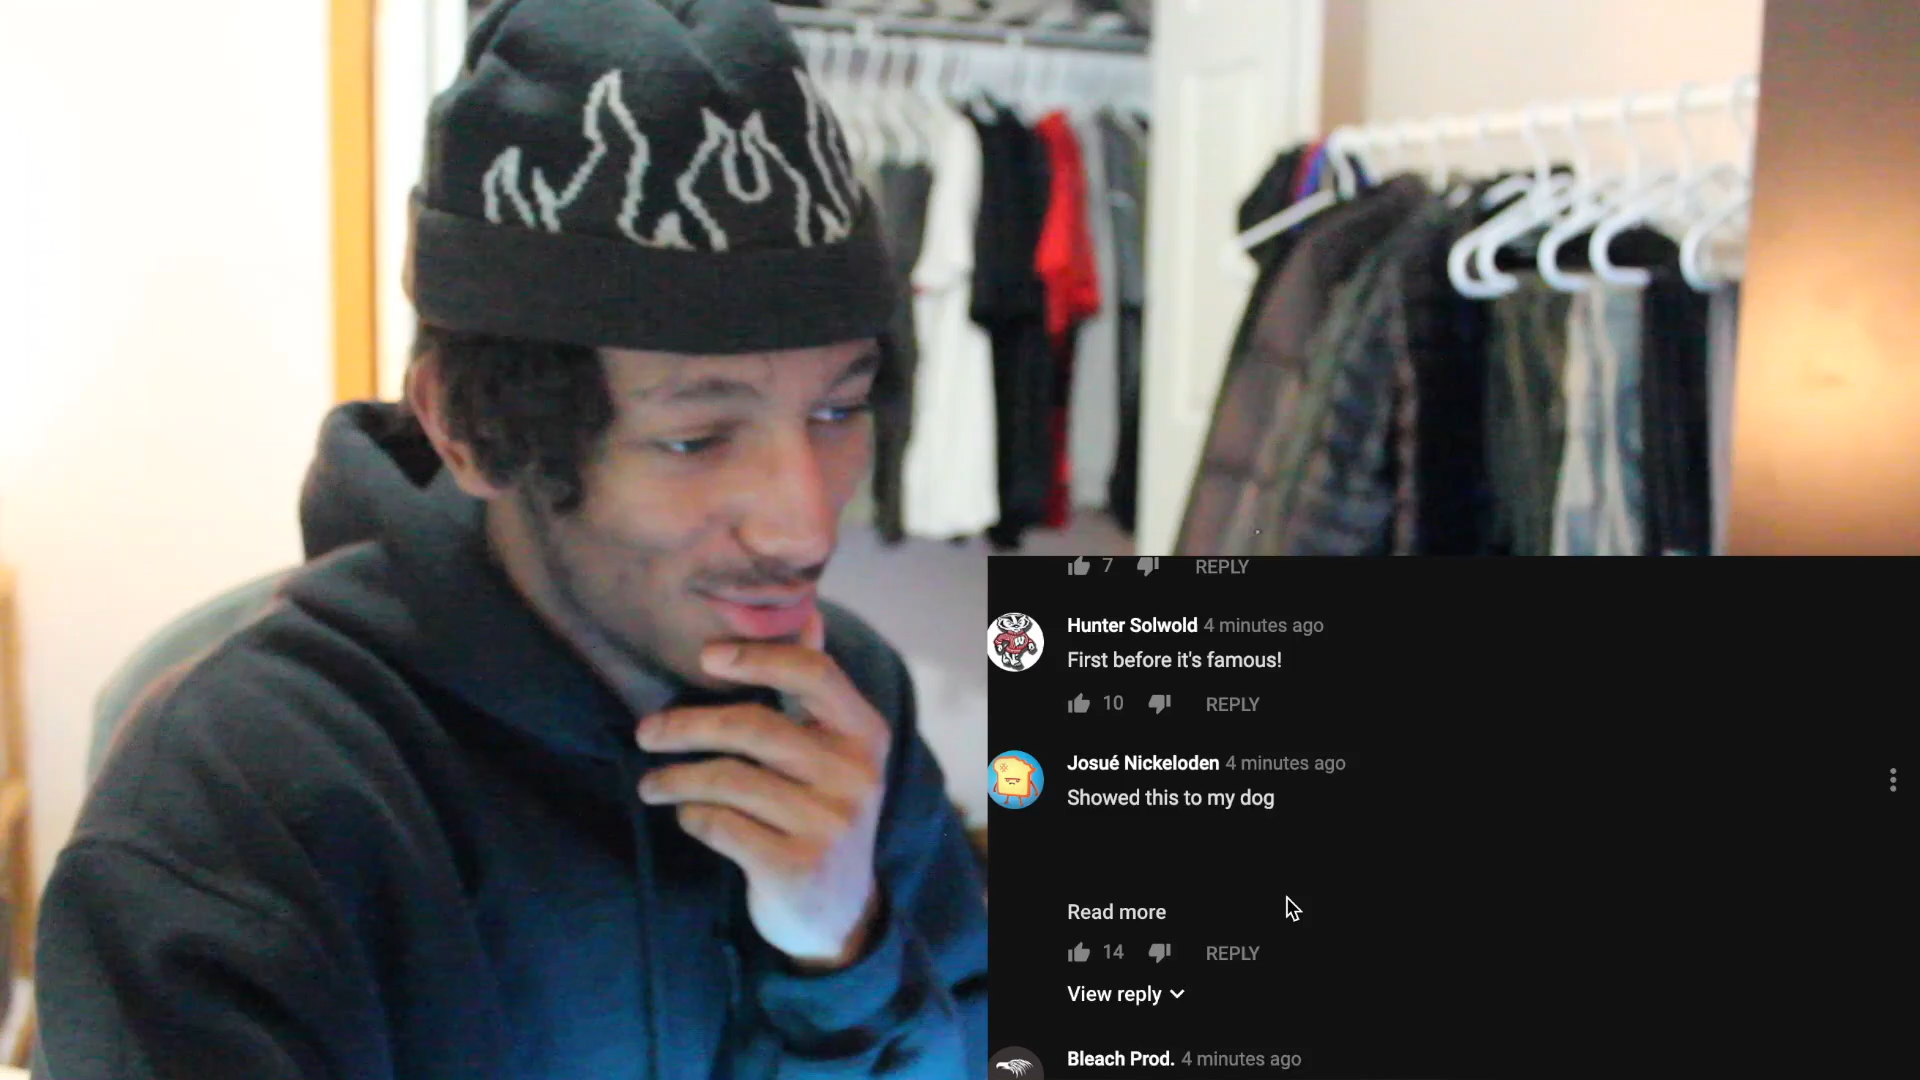 7 REPLY
Hunter Solwold 4 minutes ago
First before it's famous!
10 REPLY
Josué Nickeloden 4 minutes ago
Showed this to my dog
Read more
14 REPLY
View reply
Bleach Prod. 4 minutes ago